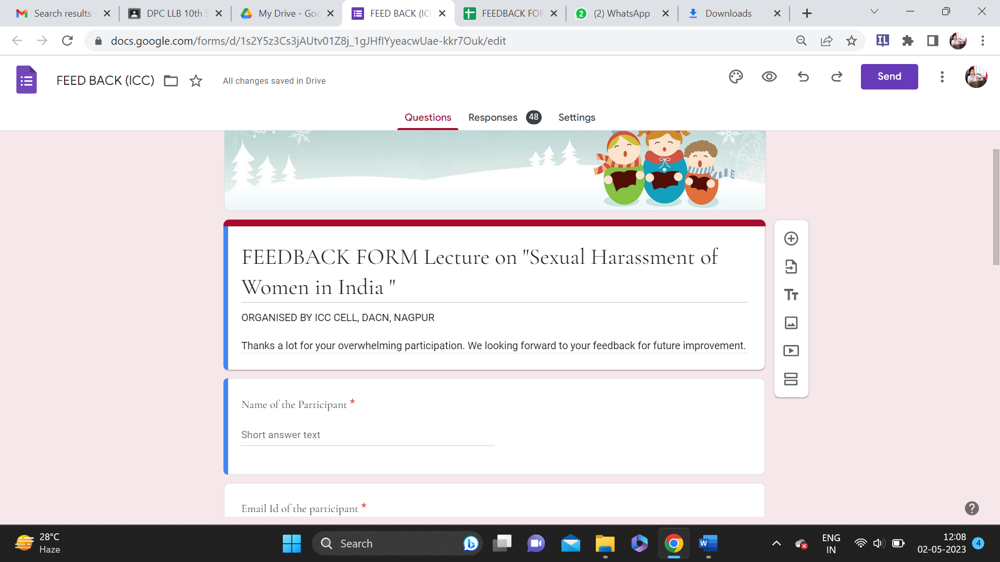 Search results -
DPC LLB 10th S
My Drive - Goo
FEED BACK (ICC
FEEDBACK FOR
(2) WhatsApp
Downloads
docs.google.com/forms/d/1s2Y5z3Cs3jAUtv01Z8j_1gJHflYyeacwUae-kkr7Ouk/edit
IL
FEED BACK (ICC)
All changes saved in Drive
Send
Questions
Responses 48
Settings
FEEDBACK FORM Lecture on "Sexual Harassment of
Women in India "
ORGANISED BY ICC CELL, DACN, NAGPUR
Thanks a lot for your overwhelming participation. We looking forward to your feedback for future improvement.
Name of the Participant *
Short answer text
Email Id of the participant *
28°C
Haze
Search
ENG
IN
12:08
02-05-2023
4